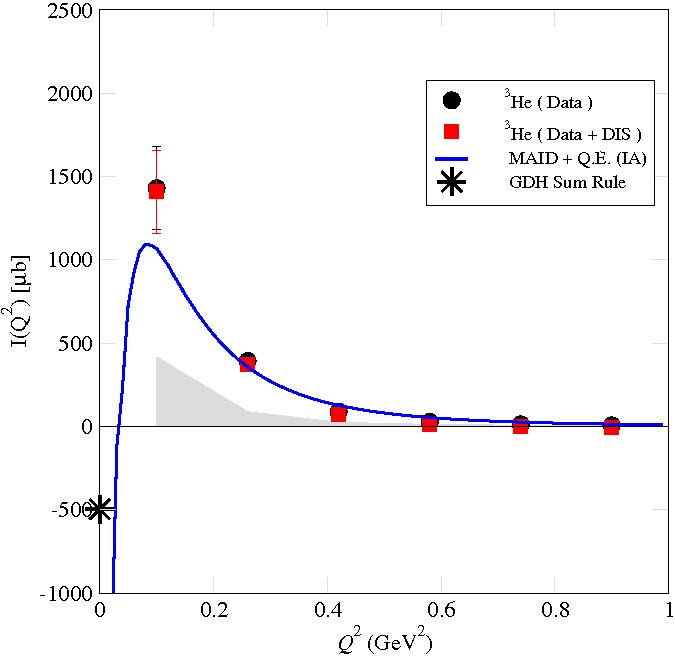 2500
2000
1500
1000
500
0
-500
-1000
I(Q²) [μb]
³He ( Data )
³He ( Data + DIS )
MAID + Q.E. (IA)
GDH Sum Rule
0 0.2 0.4 0.6 0.8 1
Q² (GeV²)